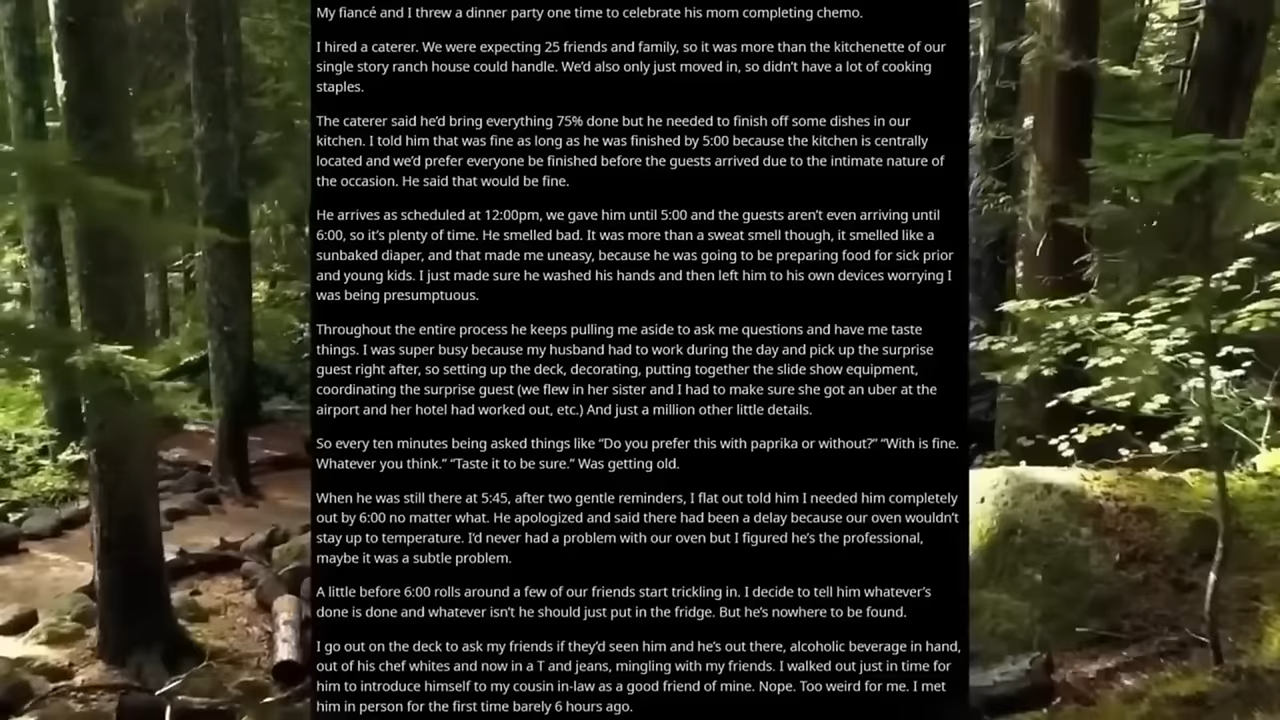 My fiancé and I threw a dinner party one time to celebrate his mom completing chemo.
I hired a caterer. We were expecting 25 friends and family, so it was more than the kitchenette of our
single story ranch house could handle. We'd also only just moved in, so didn't have a lot of cooking
staples.
The caterer said he'd bring everything 75% done but he needed to finish off some dishes in our
kitchen. I told him that was fine as long as he was finished by 5:00 because the kitchen is centrally
located and we'd prefer everyone be finished before the guests arrived due to the intimate nature of
the occasion. He said that would be fine.
He arrives as scheduled at 12:00pm, we gave him until 5:00 and the guests aren't even arriving until
6:00, so it's plenty of time. He smelled bad. It was more than a sweat smell though, it smelled like a
sunbaked diaper, and that made me uneasy, because he was going to be preparing food for sick prior
and young kids. I just made sure he washed his hands and then left him to his own devices worrying I
was being presumptuous.
Throughout the entire process he keeps pulling me aside to ask me questions and have me taste
things. I was super busy because my husband had to work during the day and pick up the surprise
guest right after, so setting up the deck, decorating, putting together the slide show equipment,
coordinating the surprise guest (we flew in her sister and I had to make sure she got an uber at the
airport and her hotel had worked out, etc.) And just a million other little details.
So every ten minutes being asked things like “Do you prefer this with paprika or without?” “With is fine.
Whatever you think.” “Taste it to be sure.” Was getting old.
When he was still there at 5:45, after two gentle reminders, I flat out told him I needed him completely
out by 6:00 no matter what. He apologized and said there had been a delay because our oven wouldn't
stay up to temperature. I'd never had a problem with our oven but I figured he's the professional,
maybe it was a subtle problem.
A little before 6:00 rolls around a few of our friends start trickling in. I decide to tell him whatever's
done is done and whatever isn't he should just put in the fridge. But he's nowhere to be found.
I go out on the deck to ask my friends if they'd seen him and he's out there, alcoholic beverage in hand,
out of his chef whites and now in a T and jeans, mingling with my friends. I walked out just in time for
him to introduce himself to my cousin in-law as a good friend of mine. Nope. Too weird for me. I met
him in person for the first time barely 6 hours ago.